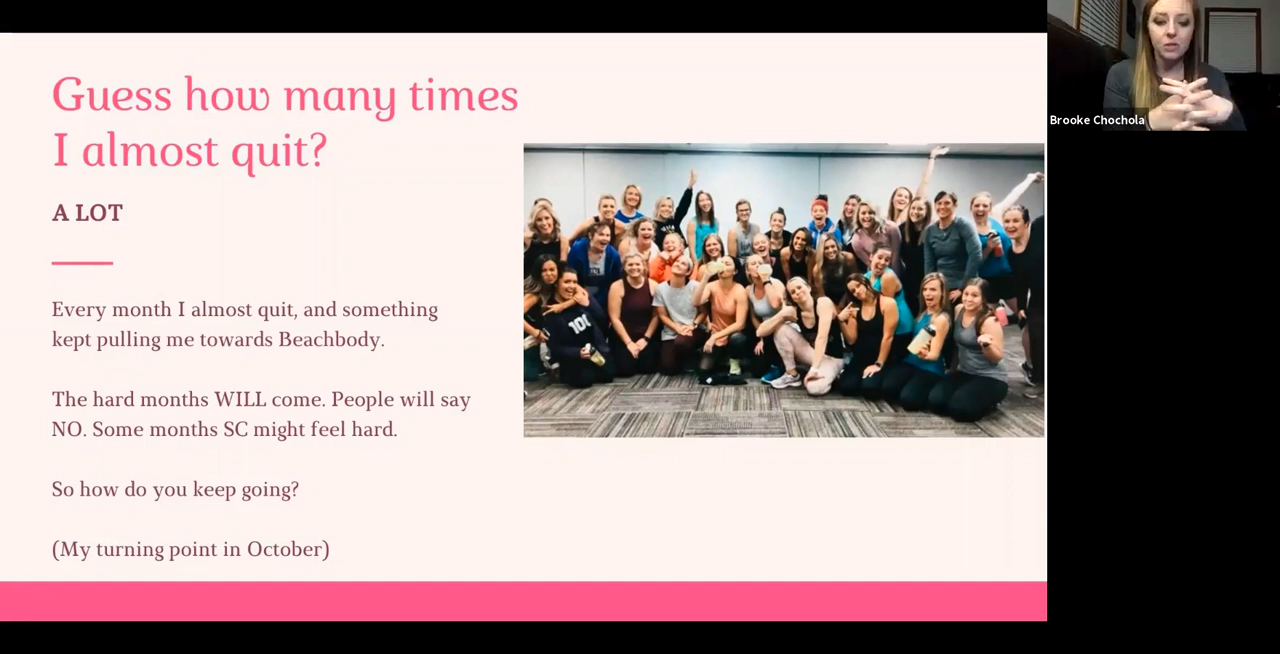 Guess how many times
I almost quit?
A LOT
Every month I almost quit, and something
kept pulling me towards Beachbody.
The hard months WILL come. People will say
NO. Some months SC might feel hard.
So how do you keep going?
(My turning point in October)
Brooke Chochola
100